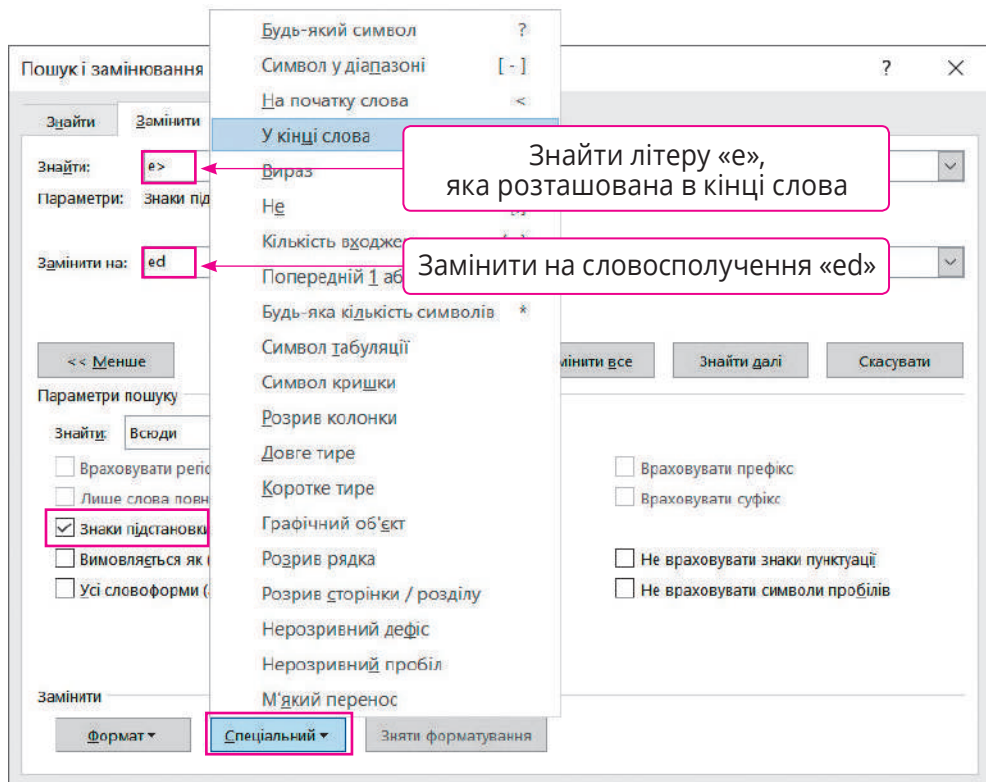 Будь-який символ ?
Пошук і замінювання
Символ у діапазоні [ - ]
? ×
На початку слова <
Знайти Замінити
У кінці слова
Знайти: e>
Знайти літеру «е»,
яка розташована в кінці слова
Вираз
Параметри: Знаки під
Не
Кількість входже
Замінити на: ed
Замінити на словосполучення «ed»
Попередній 1 аб
Будь-яка кількість символів *
Символ табуляції
<< Менше
мінити все Знайти далі Скасувати
Символ кришки
Параметри пошуку
Розрив колонки
Знайти: Всюди
Довге тире
Враховувати регіс
Враховувати префікс
Коротке тире
Лише слова повн
Враховувати суфікс
Графічний об'єкт
Знаки підстановки
Розрив рядка
Вимовляється як (
Не враховувати знаки пунктуації
Розрив сторінки / розділу
Усі словоформи (
Не враховувати символи пробілів
Нерозривний дефіс
Нерозривний пробіл
М'який перенос
Замінити
Формат Спеціальний Зняти форматування